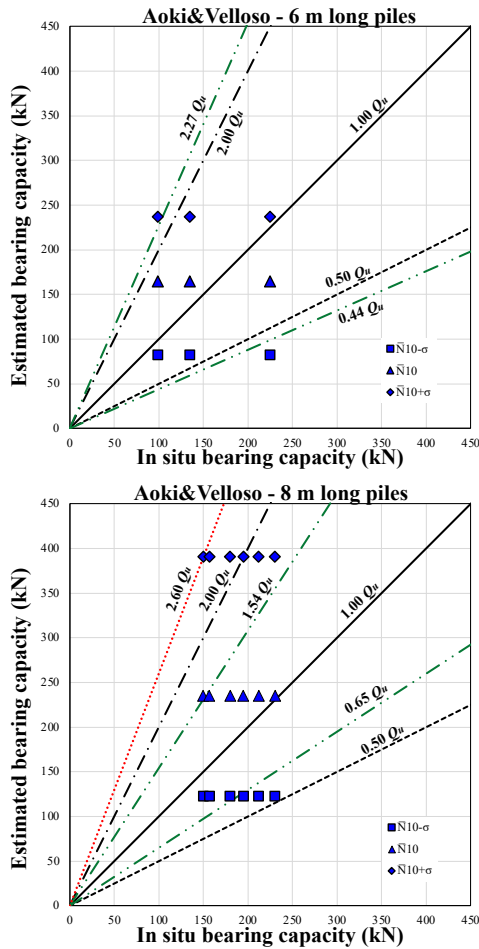 Aoki&Velloso - 6 m long piles
Estimated bearing capacity (kN)
450
400
350
300
250
200
150
100
50
0
2.27 Qu
2.00 Qu
1.00 Qu
0.50 Qu
0.44 Qu
N̄10-σ
N̄10
N̄10+σ
0 50 100 150 200 250 300 350 400 450
In situ bearing capacity (kN)
Aoki&Velloso - 8 m long piles
Estimated bearing capacity (kN)
450
400
350
300
250
200
150
100
50
0
2.60 Qu
2.00 Qu
1.54 Qu
1.00 Qu
0.65 Qu
0.50 Qu
N̄10-σ
N̄10
N̄10+σ
0 50 100 150 200 250 300 350 400 450
In situ bearing capacity (kN)